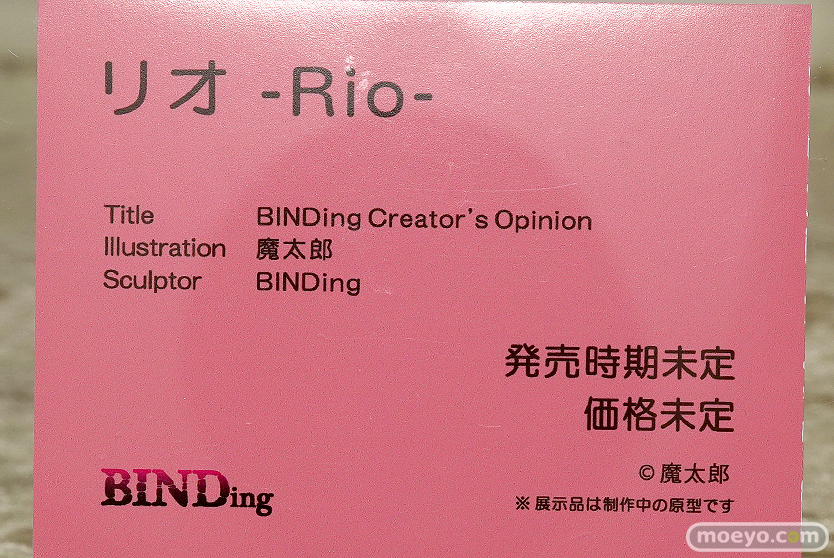 リオ -Rio-
Title BINDing Creator's Opinion
Illustration 魔太郎
Sculptor BINDing
発売時期未定
価格未定
©魔太郎
※展示品は制作中の原型です
BINDing
moeyo.com